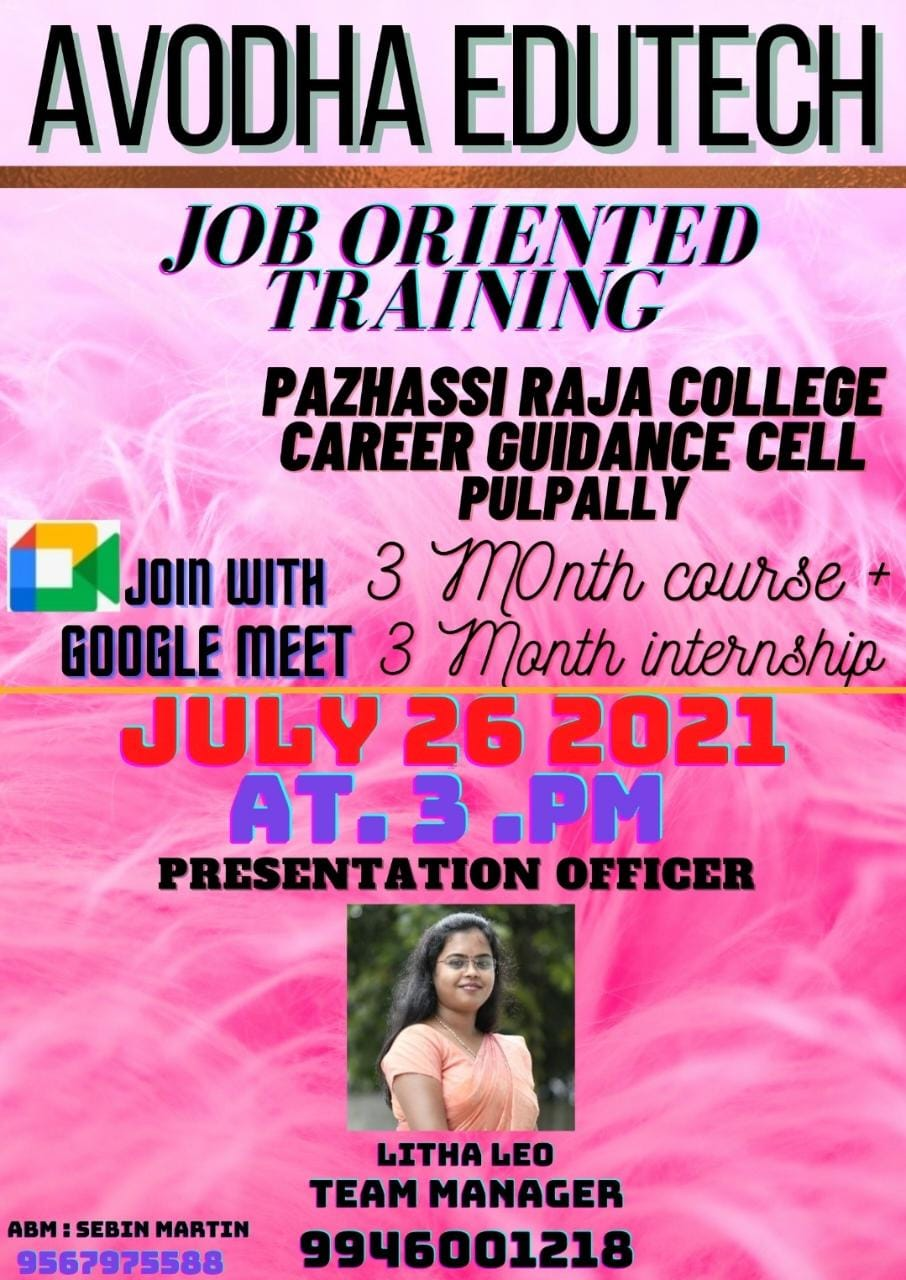 AVODHA EDUTECH
JOB ORIENTED
TRAINING
PAZHASSI RAJA COLLEGE
CAREER GUIDANCE CELL
PULPALLY
JOIN WITH
GOOGLE MEET
3 MOnth course +
3 Month internship
JULY 26 2021
AT. 3 .PM
PRESENTATION OFFICER
LITHA LEO
TEAM MANAGER
9946001218
ABM : SEBIN MARTIN
9567975588